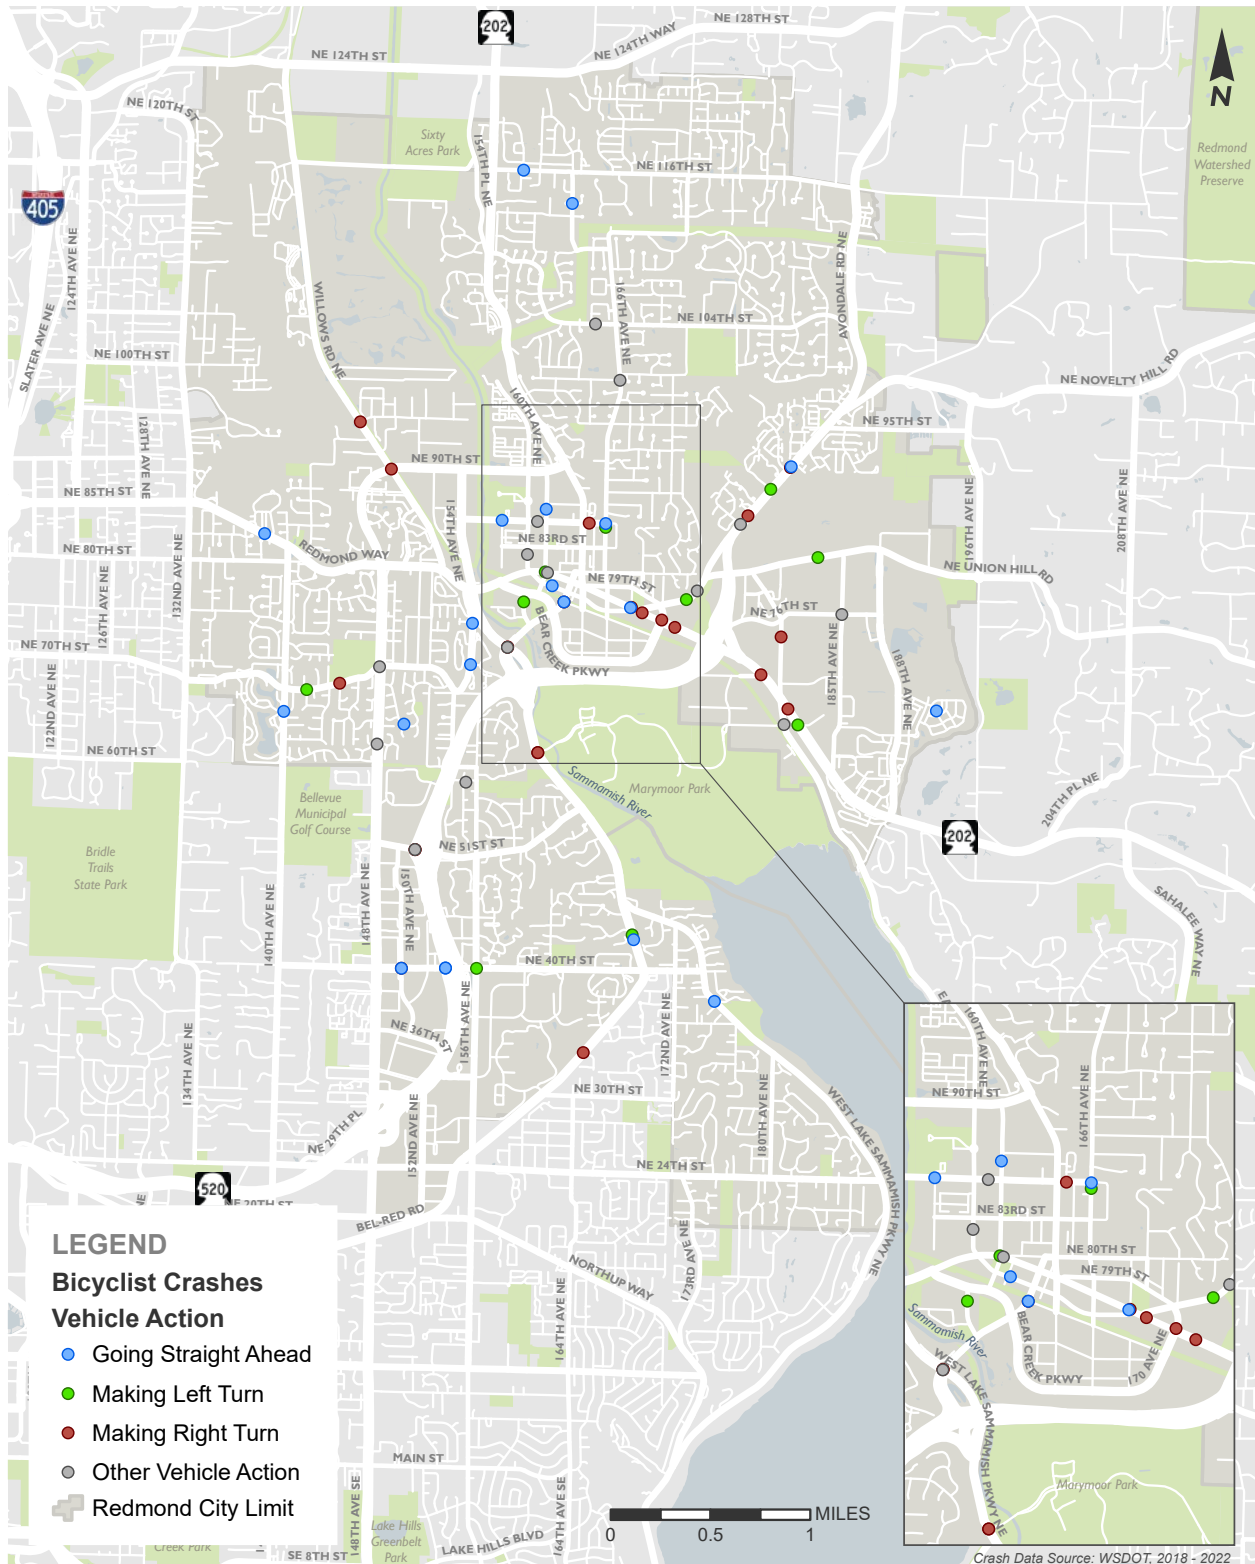 202
NE 128TH ST
NE 124TH WAY
NE 124TH ST
N
NE 120TH ST
Sixty
Acres Park
154TH PL NE
NE 116TH ST
Redmond
Watershed
Preserve
405
124TH AVE NE
SLATER AVE NE
WILLOWS RD NE
166TH AVE NE
NE 104TH ST
AVONDALE RD NE
NE 100TH ST
NE NOVELTY HILL RD
160TH AVE NE
128TH AVE NE
NE 95TH ST
NE 90TH ST
NE 85TH ST
154TH AVE NE
196TH AVE NE
208TH AVE NE
NE 83RD ST
REDMOND WAY
NE 80TH ST
132ND AVE NE
126TH AVE NE
NE 79TH ST
NE UNION HILL RD
NE 76TH ST
BEAR CREEK PKWY
NE 70TH ST
185TH AVE NE
188TH AVE NE
122ND AVE NE
NE 60TH ST
Sammamish River
Marymoor Park
Bellevue
Municipal
Golf Course
204TH PL NE
202
NE 51ST ST
Bridle
Trails
State Park
148TH AVE NE
150TH AVE NE
140TH AVE NE
SAHALEE WAY NE
NE 40TH ST
156TH AVE NE
172ND AVE NE
NE 36TH ST
134TH AVE NE
NE 30TH ST
180TH AVE NE
WEST LAKE SAMMAMISH PKWY NE
NE 29TH PL
152ND AVE NE
NE 24TH ST
520
NE 20TH ST
NE
BEL-RED RD
173RD AVE NE
NORTHUP WAY
164TH AVE NE
MAIN ST
148TH AVE SE
164TH AVE SE
Lake Hills
Greenbelt
Park
LAKE HILLS BLVD
SE 8TH ST
Creek Park
LEGEND
Bicyclist Crashes
Vehicle Action
Going Straight Ahead
Making Left Turn
Making Right Turn
Other Vehicle Action
Redmond City Limit
MILES
0 0.5 1
E
160TH AVE NE
NE 90TH ST
166TH AVE NE
NE 83RD ST
NE 80TH ST
NE 79TH ST
Sammamish River
BEAR CREEK PKWY
170 AVE NE
WEST LAKE SAMMAMISH PKWY NE
Marymoor Park
Crash Data Source: WSDOT, 2018 - 2022